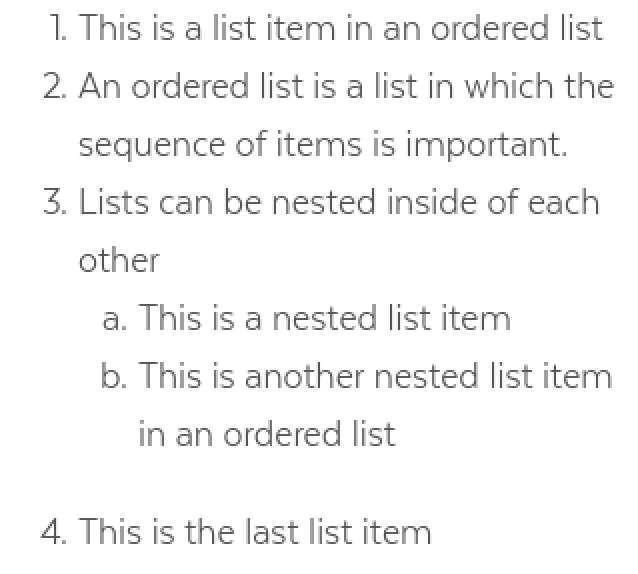 1. This is a list item in an ordered list
2. An ordered list is a list in which the
sequence of items is important.
3. Lists can be nested inside of each
other
a. This is a nested list item
b. This is another nested list item
in an ordered list
4. This is the last list item